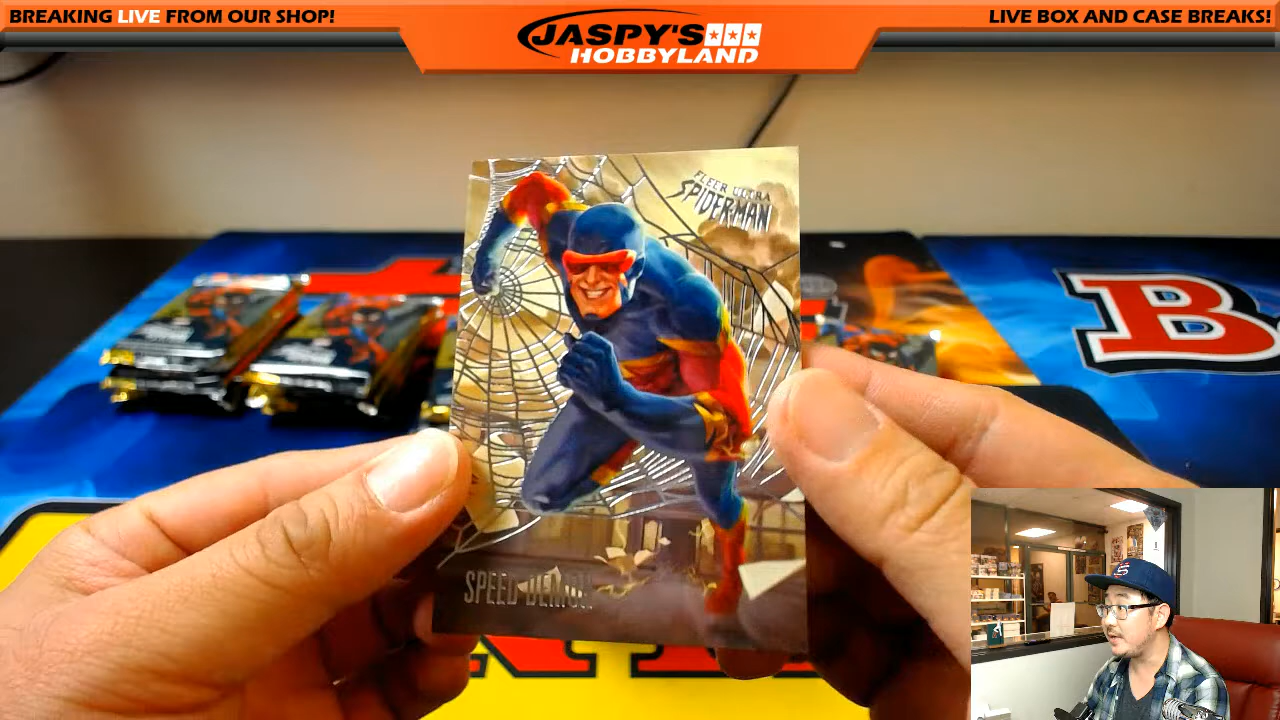 BREAKING LIVE FROM OUR SHOP!
JASPY'S
HOBBYLAND
LIVE BOX AND CASE BREAKS!
FLEER ULTRA
SPIDERMAN
B
SPEED DEMON